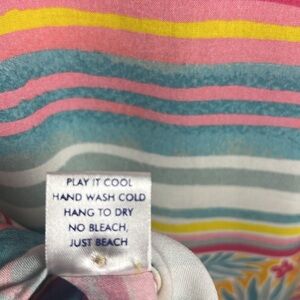 PLAY IT COOL
HAND WASH COLD
HANG TO DRY
NO BLEACH,
JUST BEACH